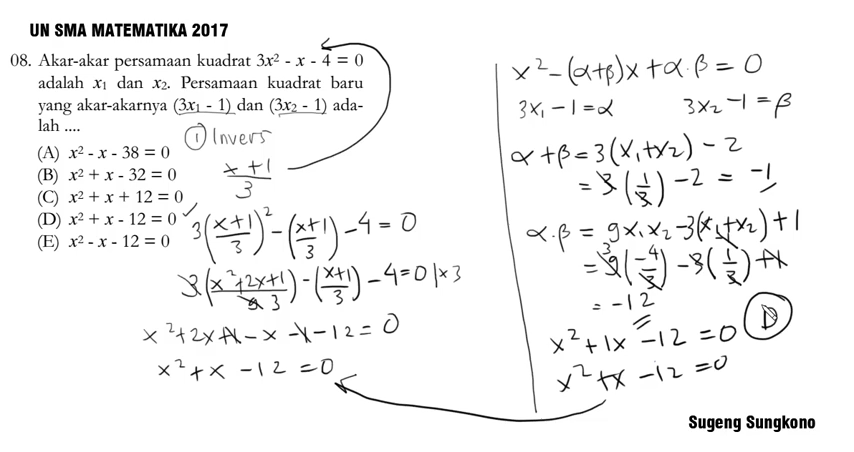 UN SMA MATEMATIKA 2017
08. Akar-akar persamaan kuadrat 3x² - x - 4 = 0
adalah x₁ dan x₂. Persamaan kuadrat baru
yang akar-akarnya (3x₁ - 1) dan (3x₂ - 1) ada-
lah ....
(A) x² - x - 38 = 0
(B) x² + x - 32 = 0
(C) x² + x + 12 = 0
(D) x² + x - 12 = 0 ✓
(E) x² - x - 12 = 0
① Invers
(x+1)/3
3((x+1)/3)² - ((x+1)/3) - 4 = 0
3((x²+2x+1)/9 3) - ((x+1)/3) - 4 = 0 | ×3
x² + 2x + 1 - x - 1 - 12 = 0
x² + x - 12 = 0
x² - (α+β)x + α.β = 0
3x₁ - 1 = α 3x₂ - 1 = β
α + β = 3(x₁+x₂) - 2
= 3(1/3) - 2 = -1
α.β = 9x₁x₂ - 3(x₁+x₂) + 1
= 9 3(-4/3) - 3(1/3) + 1
= -12
x² + 1x - 12 = 0 D
x² + x - 12 = 0
Sugeng Sungkono